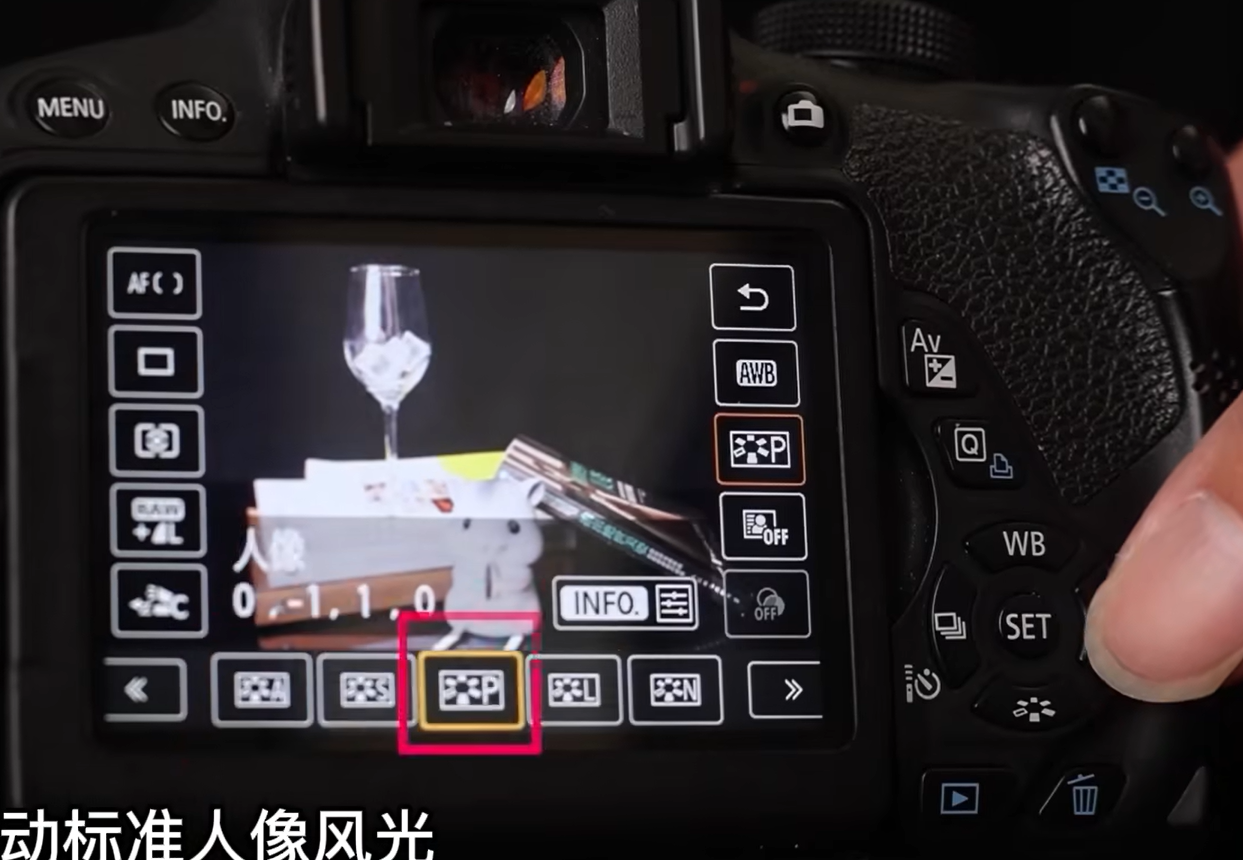 MENU
INFO.
AF( )
AWB
P
RAW
+◢L
OFF
Av
Q
人像
0,-1,1,0
INFO.
OFF
WB
SET
A
S
P
L
N
动标准人像风光